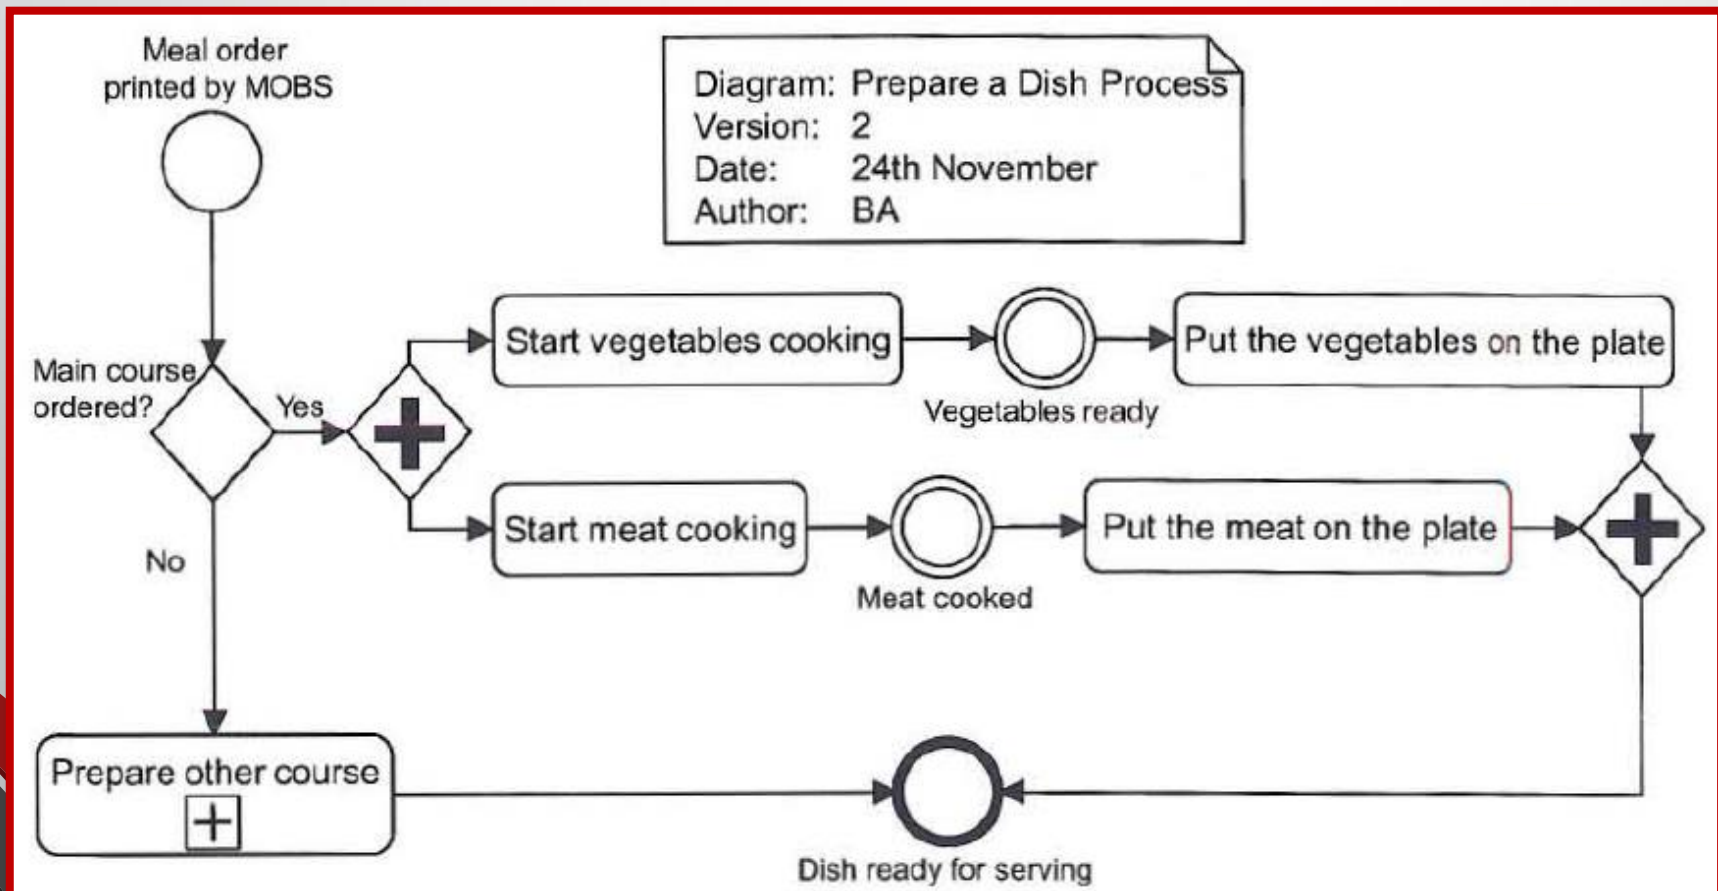 Meal order
printed by MOBS
Diagram: Prepare a Dish Process
Version: 2
Date: 24th November
Author: BA
Main course
ordered?
Yes
No
Start vegetables cooking
Vegetables ready
Put the vegetables on the plate
Start meat cooking
Meat cooked
Put the meat on the plate
Prepare other course
Dish ready for serving